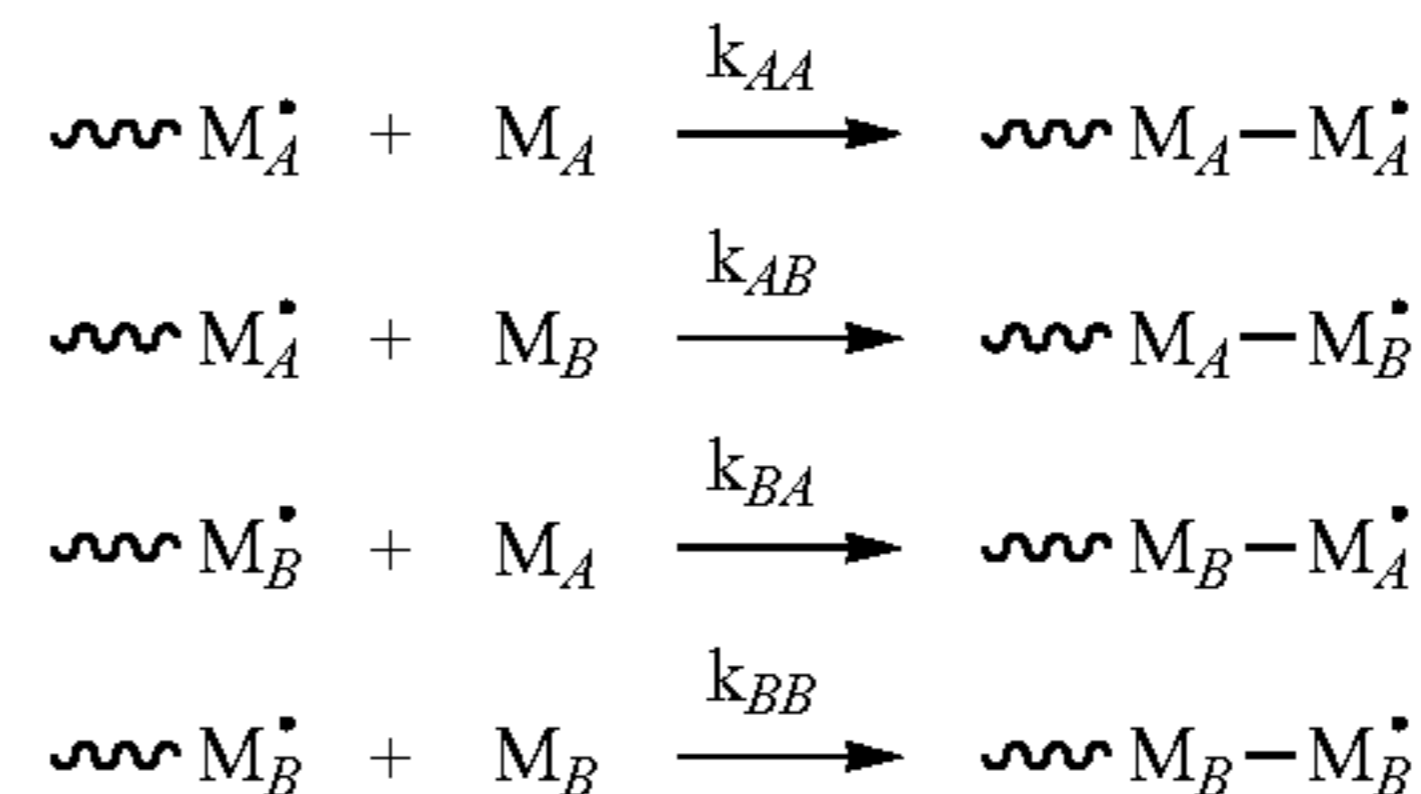 k_AA
M_A• + M_A → M_A—M_A•
k_AB
M_A• + M_B → M_A—M_B•
k_BA
M_B• + M_A → M_B—M_A•
k_BB
M_B• + M_B → M_B—M_B•